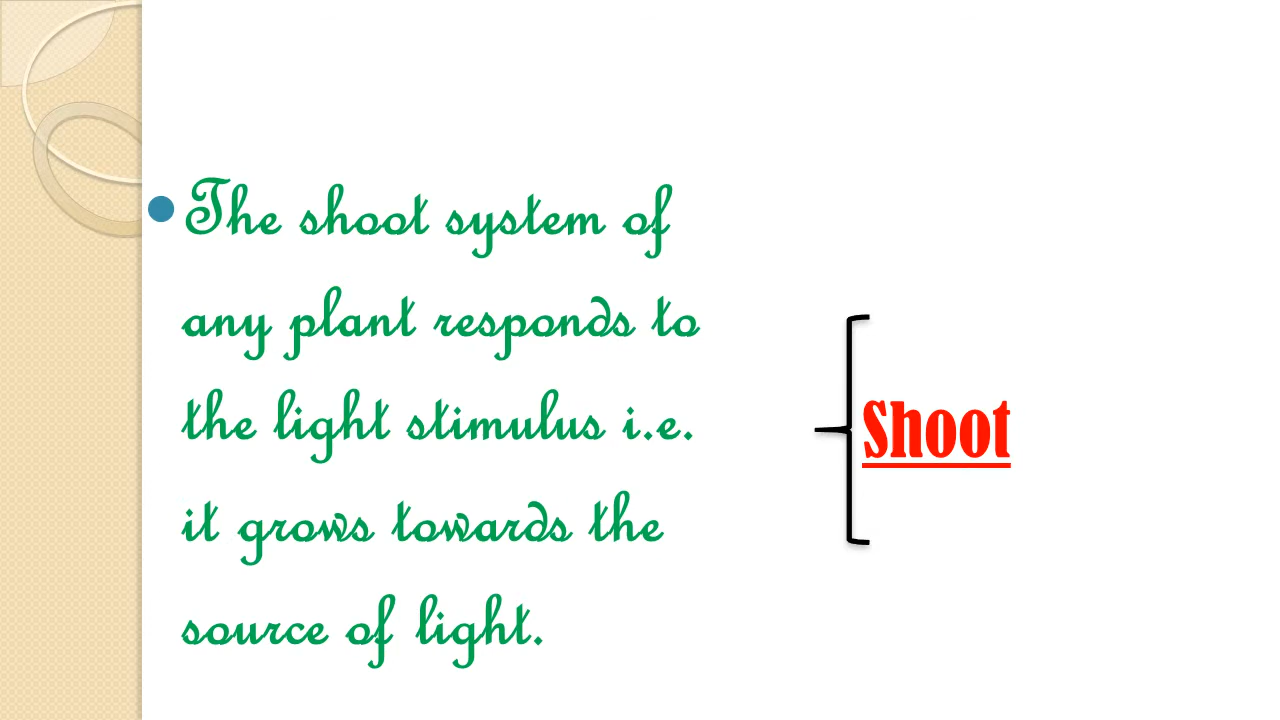 The shoot system of
any plant responds to
the light stimulus i.e.
it grows towards the
source of light.
Shoot